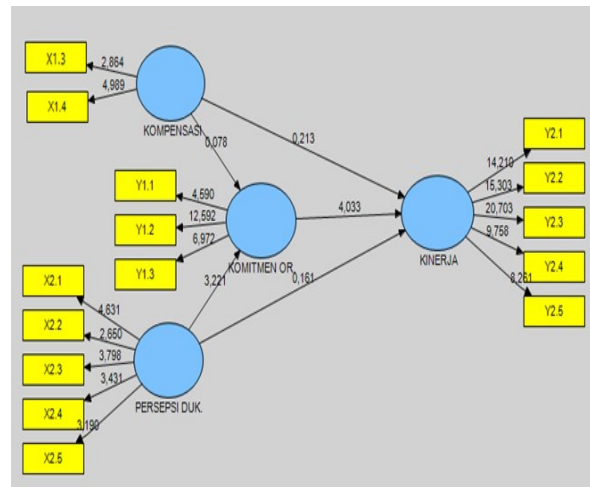 X1.3
2,864
X1.4
4,989
KOMPENSASI
0,078
0,213
Y1.1
4,590
Y1.2
12,592
Y1.3
6,972
KOMITMEN OR.
4,033
3,221
0,161
Y2.1
14,210
Y2.2
15,303
Y2.3
20,703
Y2.4
9,758
Y2.5
8,261
KINERJA
X2.1
4,631
X2.2
2,650
X2.3
3,798
X2.4
3,431
X2.5
3,190
PERSEPSI DUK.